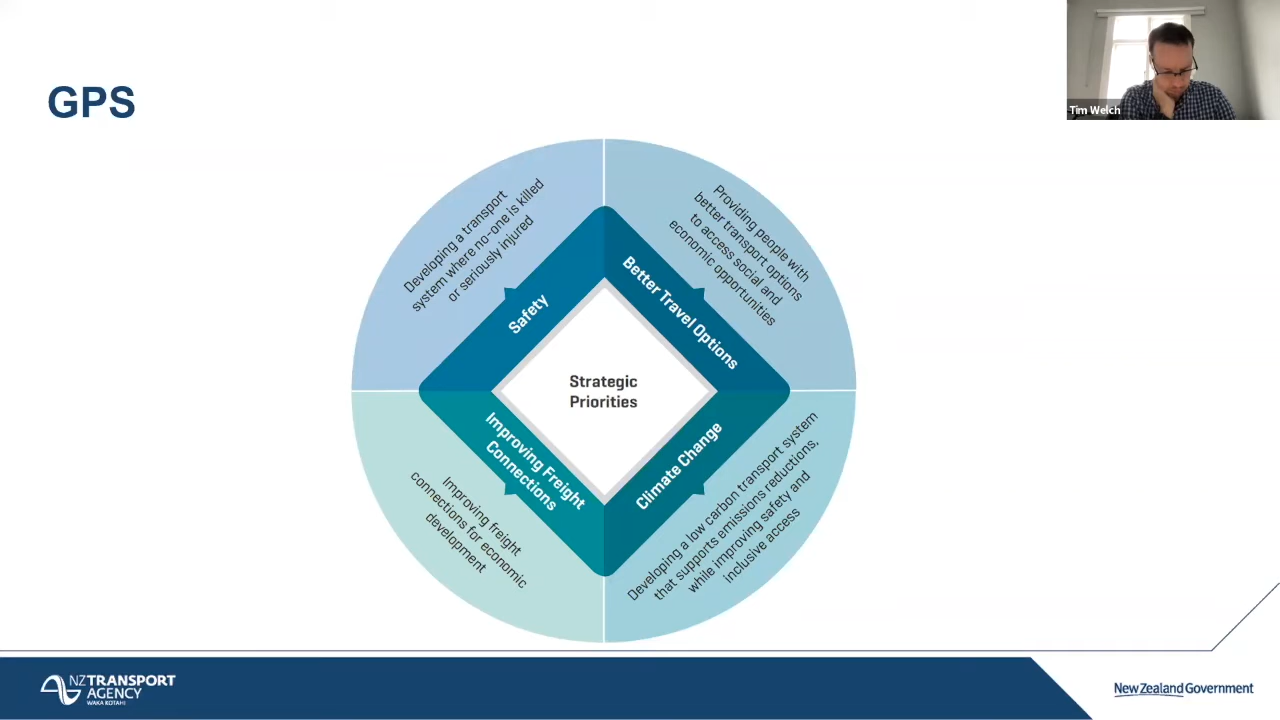 GPS
Tim Welch
Developing a transport
system where no-one is killed
or seriously injured
Providing people with
better transport options
to access social and
economic opportunities
Safety
Better Travel Options
Strategic
Priorities
Improving Freight
Connections
Climate Change
Improving freight
connections for economic
development
Developing a low carbon transport system
that supports emissions reductions,
while improving safety and
inclusive access
NZTRANSPORT
AGENCY
WAKA KOTAHI
New Zealand Government